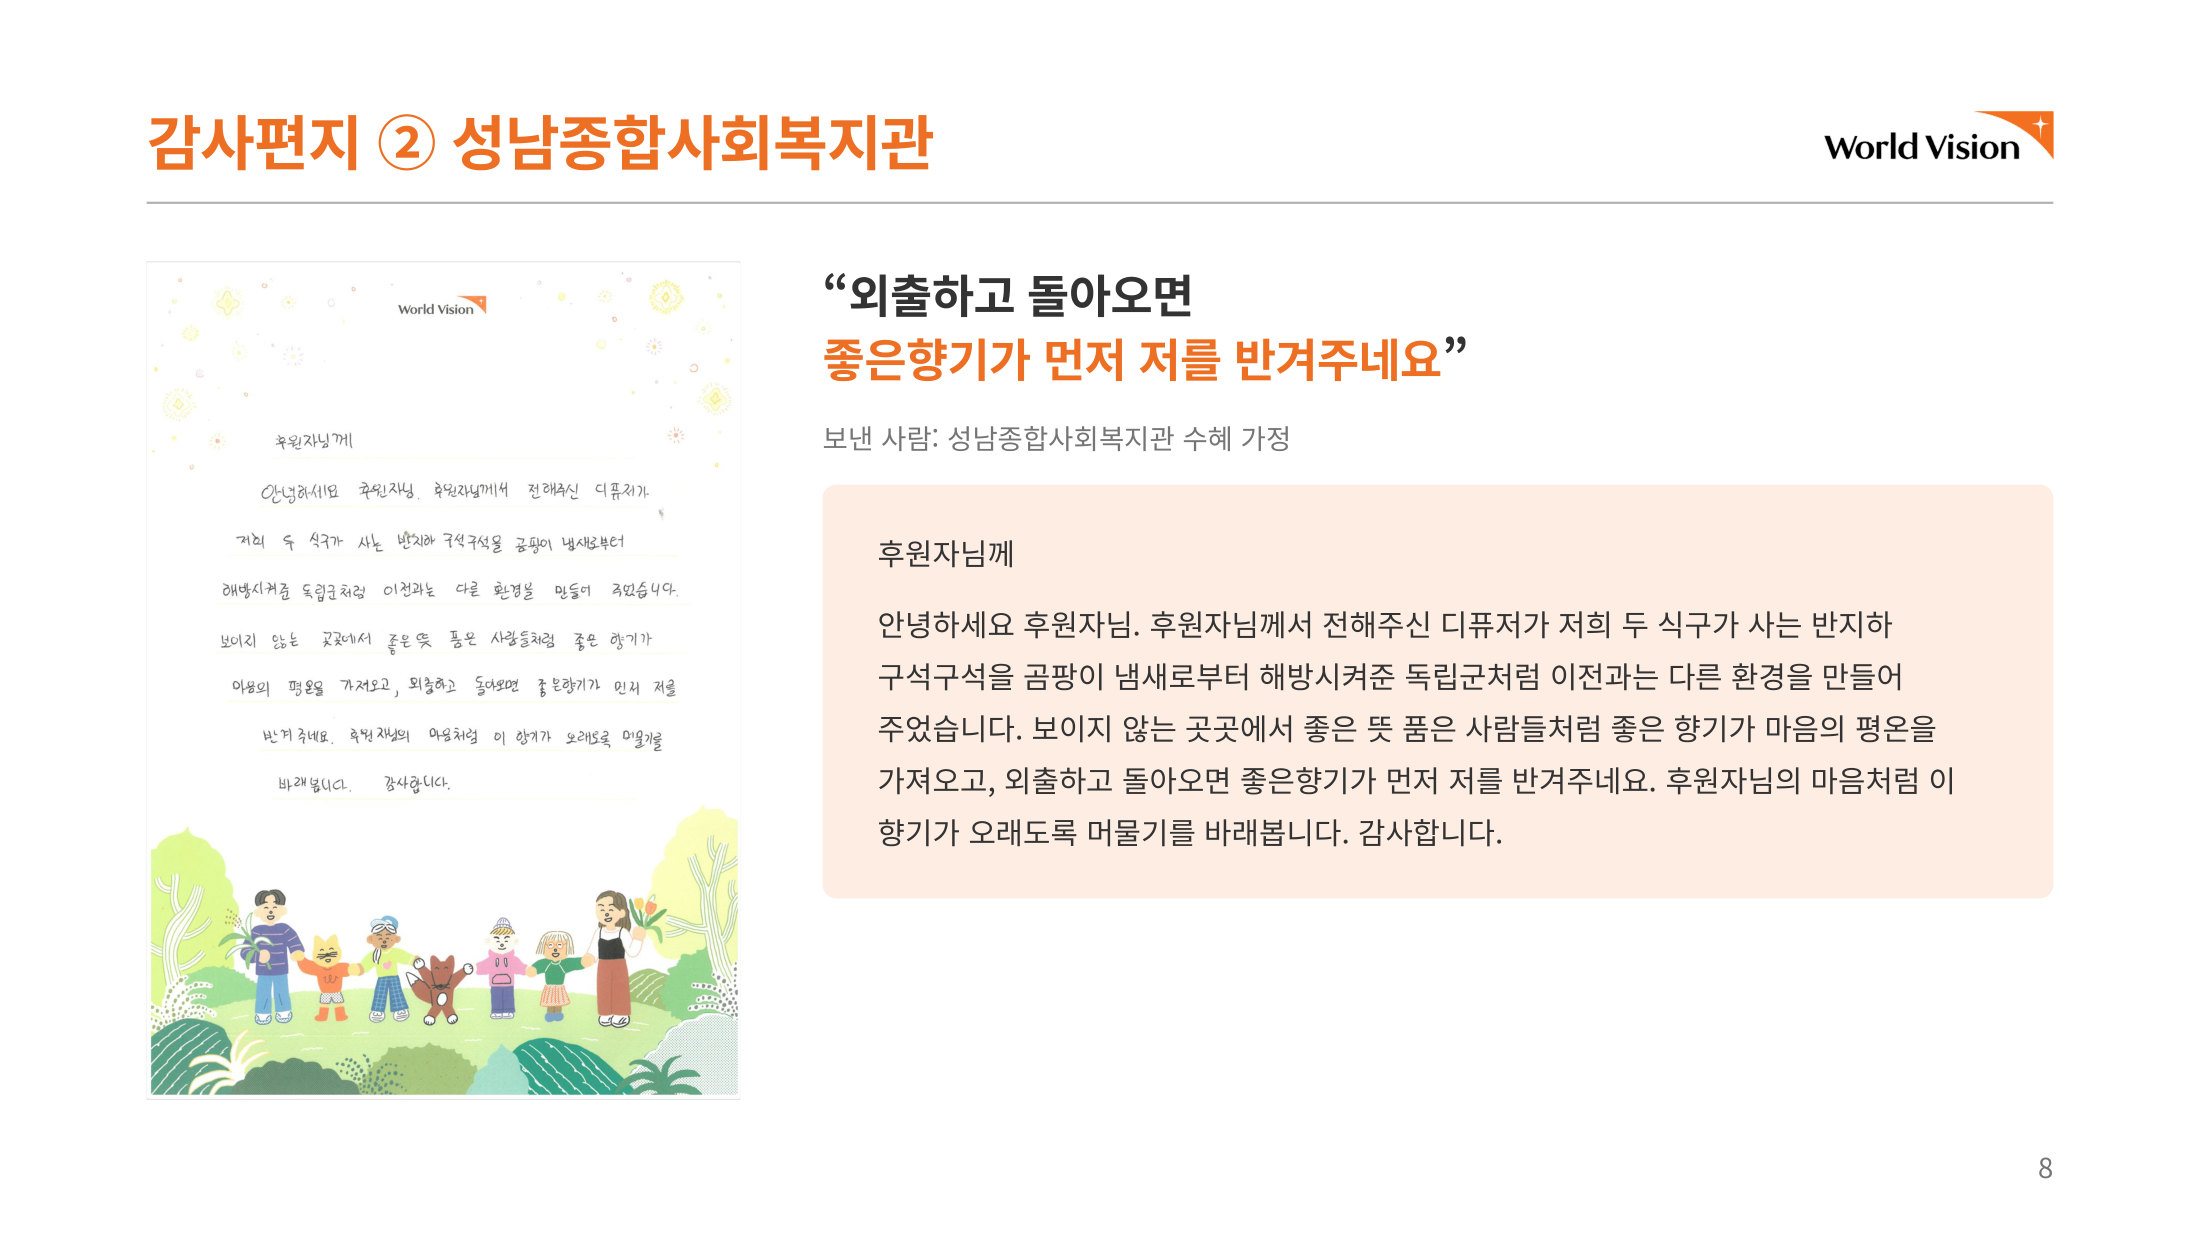 감사편지 ② 성남종합사회복지관
World Vision
World Vision
후원자님께
안녕하세요 후원자님. 후원자님께서 전해주신 디퓨저가
저희 두 식구가 사는 반지하 구석구석을 곰팡이 냄새로부터
해방시켜준 독립군처럼 이전과는 다른 환경을 만들어 주었습니다.
보이지 않는 곳곳에서 좋은 뜻 품은 사람들처럼 좋은 향기가
마음의 평온을 가져오고, 외출하고 돌아오면 좋은향기가 먼저 저를
반겨주네요. 후원자님의 마음처럼 이 향기가 오래도록 머물기를
바래봅니다. 감사합니다.
“외출하고 돌아오면
좋은향기가 먼저 저를 반겨주네요”
보낸 사람: 성남종합사회복지관 수혜 가정
후원자님께
안녕하세요 후원자님. 후원자님께서 전해주신 디퓨저가 저희 두 식구가 사는 반지하
구석구석을 곰팡이 냄새로부터 해방시켜준 독립군처럼 이전과는 다른 환경을 만들어
주었습니다. 보이지 않는 곳곳에서 좋은 뜻 품은 사람들처럼 좋은 향기가 마음의 평온을
가져오고, 외출하고 돌아오면 좋은향기가 먼저 저를 반겨주네요. 후원자님의 마음처럼 이
향기가 오래도록 머물기를 바래봅니다. 감사합니다.
8